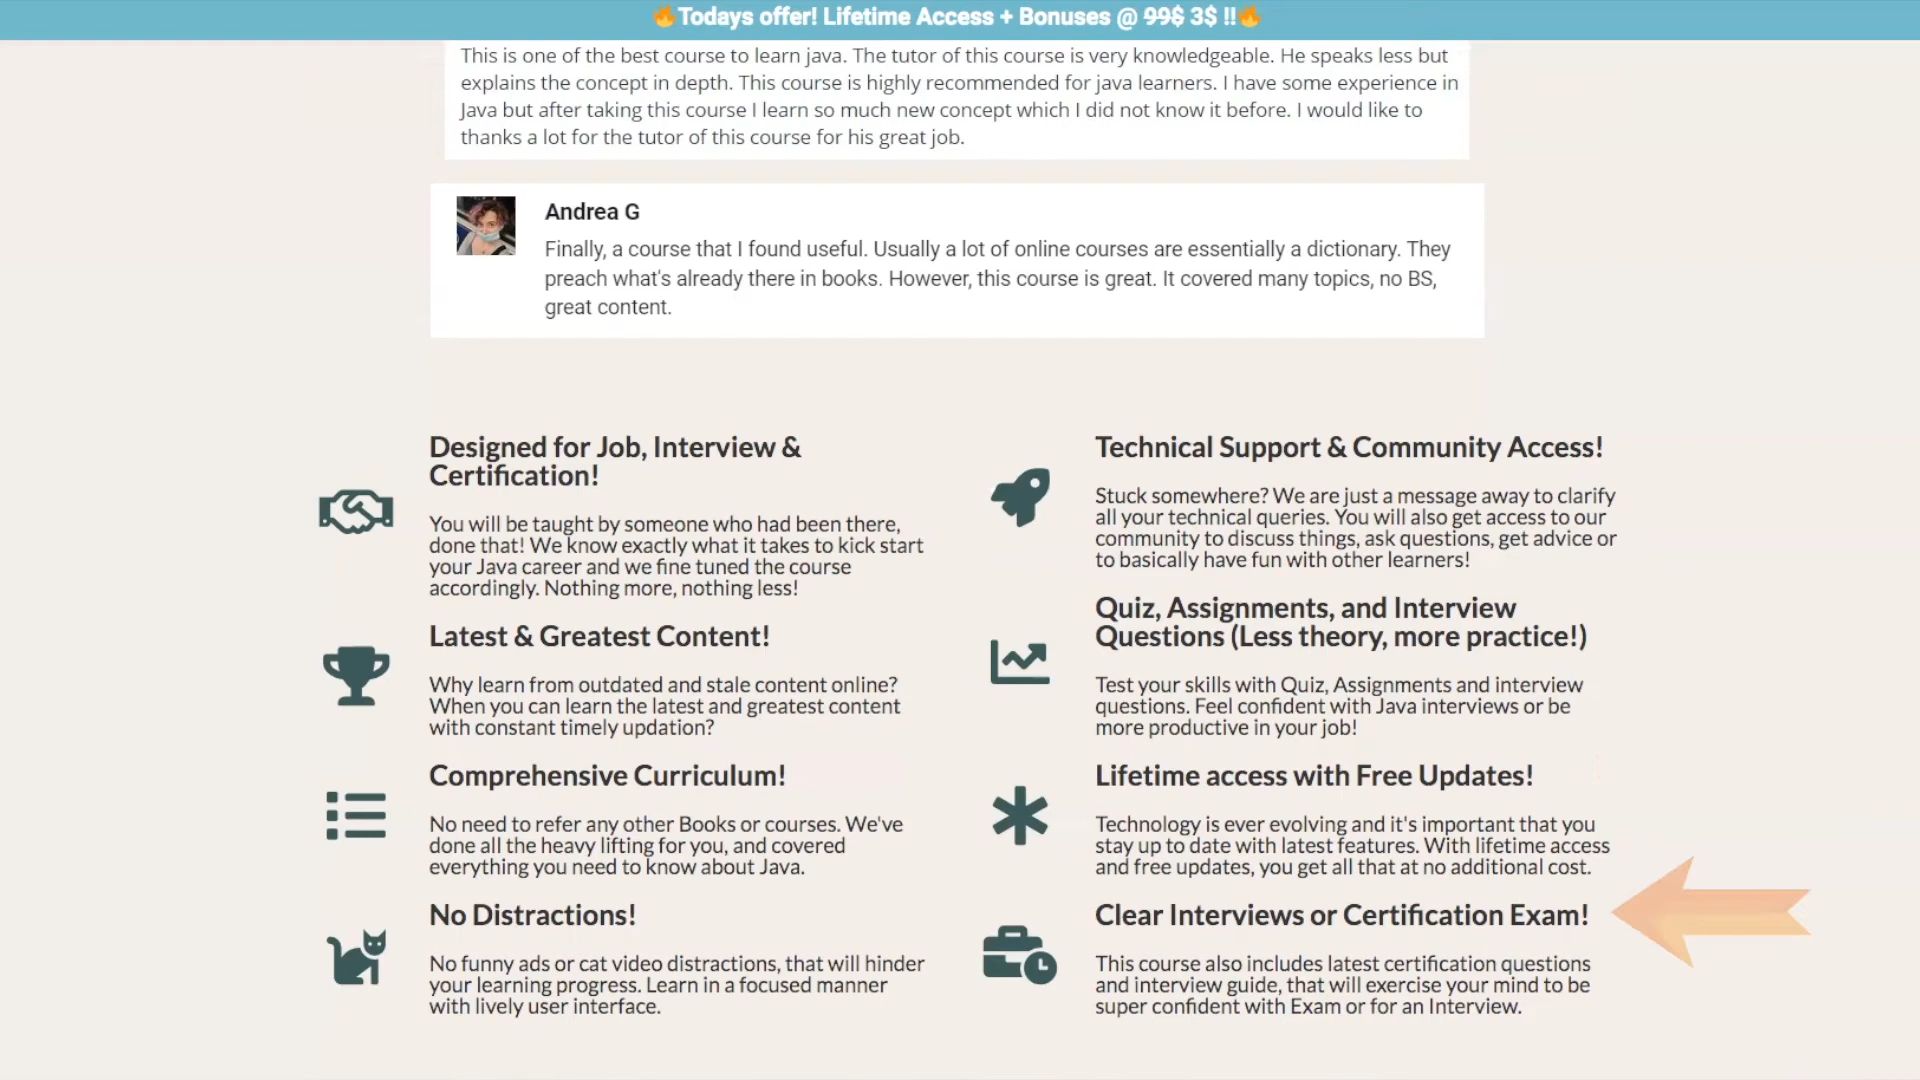 🔥Todays offer! Lifetime Access + Bonuses @ 99$ 3$ !!🔥
This is one of the best course to learn java. The tutor of this course is very knowledgeable. He speaks less but
explains the concept in depth. This course is highly recommended for java learners. I have some experience in
Java but after taking this course I learn so much new concept which I did not know it before. I would like to
thanks a lot for the tutor of this course for his great job.
Andrea G
Finally, a course that I found useful. Usually a lot of online courses are essentially a dictionary. They
preach what's already there in books. However, this course is great. It covered many topics, no BS,
great content.
Designed for Job, Interview &
Certification!
You will be taught by someone who had been there,
done that! We know exactly what it takes to kick start
your Java career and we fine tuned the course
accordingly. Nothing more, nothing less!
Latest & Greatest Content!
Why learn from outdated and stale content online?
When you can learn the latest and greatest content
with constant timely updation?
Comprehensive Curriculum!
No need to refer any other Books or courses. We've
done all the heavy lifting for you, and covered
everything you need to know about Java.
No Distractions!
No funny ads or cat video distractions, that will hinder
your learning progress. Learn in a focused manner
with lively user interface.
Technical Support & Community Access!
Stuck somewhere? We are just a message away to clarify
all your technical queries. You will also get access to our
community to discuss things, ask questions, get advice or
to basically have fun with other learners!
Quiz, Assignments, and Interview
Questions (Less theory, more practice!)
Test your skills with Quiz, Assignments and interview
questions. Feel confident with Java interviews or be
more productive in your job!
Lifetime access with Free Updates!
Technology is ever evolving and it's important that you
stay up to date with latest features. With lifetime access
and free updates, you get all that at no additional cost.
Clear Interviews or Certification Exam!
This course also includes latest certification questions
and interview guide, that will exercise your mind to be
super confident with Exam or for an Interview.